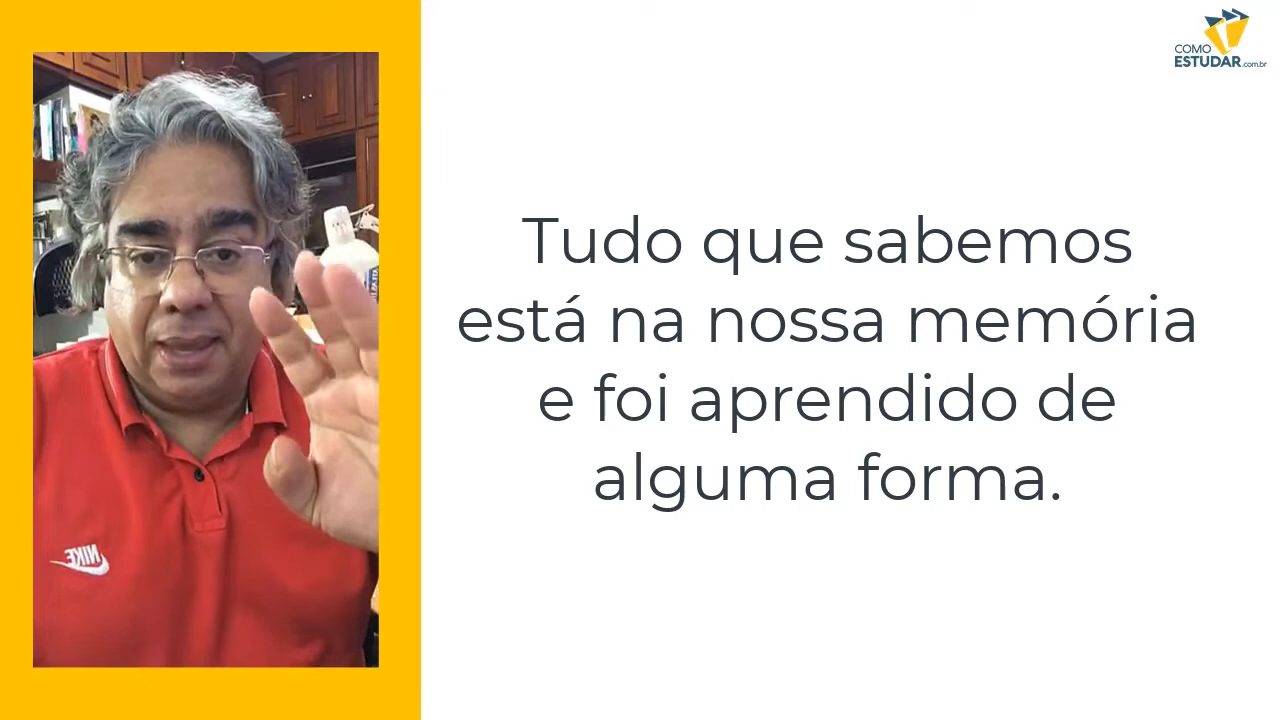 COMO
ESTUDAR.com.br
Tudo que sabemos
está na nossa memória
e foi aprendido de
alguma forma.
NIKE